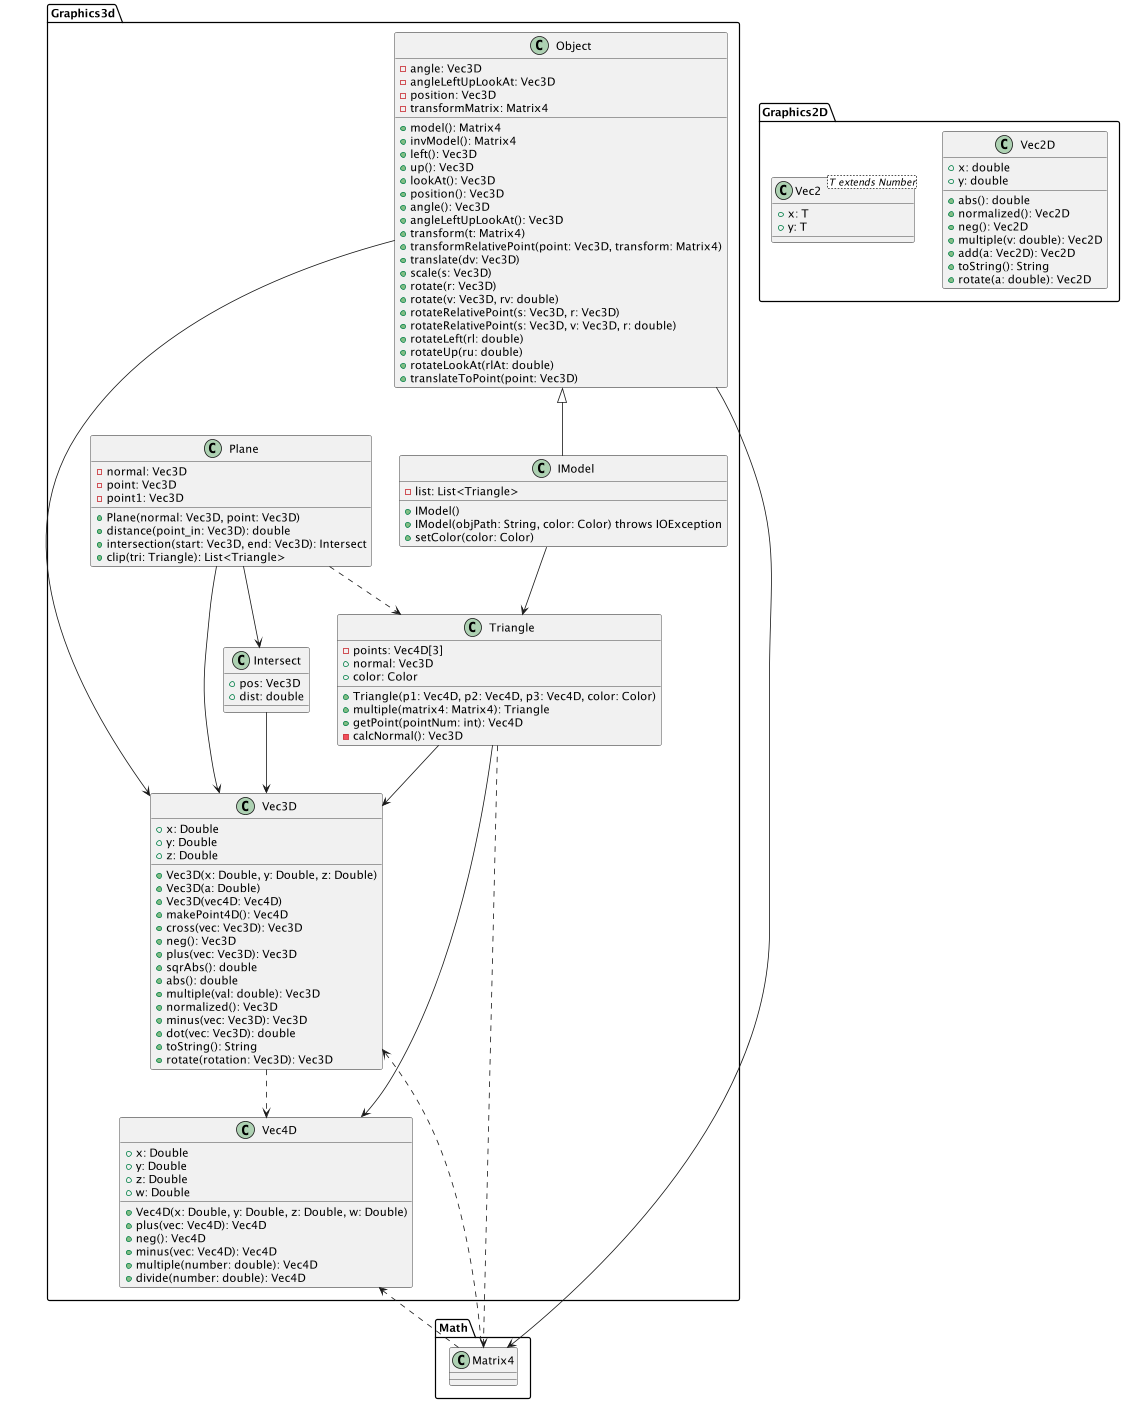 Graphics3d
C Object
angle: Vec3D
angleLeftUpLookAt: Vec3D
position: Vec3D
transformMatrix: Matrix4
model(): Matrix4
invModel(): Matrix4
left(): Vec3D
up(): Vec3D
lookAt(): Vec3D
position(): Vec3D
angle(): Vec3D
angleLeftUpLookAt(): Vec3D
transform(t: Matrix4)
transformRelativePoint(point: Vec3D, transform: Matrix4)
translate(dv: Vec3D)
scale(s: Vec3D)
rotate(r: Vec3D)
rotate(v: Vec3D, rv: double)
rotateRelativePoint(s: Vec3D, r: Vec3D)
rotateRelativePoint(s: Vec3D, v: Vec3D, r: double)
rotateLeft(rl: double)
rotateUp(ru: double)
rotateLookAt(rlAt: double)
translateToPoint(point: Vec3D)
Graphics2D
C Vec2
T extends Number
x: T
y: T
C Vec2D
x: double
y: double
abs(): double
normalized(): Vec2D
neg(): Vec2D
multiple(v: double): Vec2D
add(a: Vec2D): Vec2D
toString(): String
rotate(a: double): Vec2D
C Plane
normal: Vec3D
point: Vec3D
point1: Vec3D
Plane(normal: Vec3D, point: Vec3D)
distance(point_in: Vec3D): double
intersection(start: Vec3D, end: Vec3D): Intersect
clip(tri: Triangle): List<Triangle>
C IModel
list: List<Triangle>
IModel()
IModel(objPath: String, color: Color) throws IOException
setColor(color: Color)
C Intersect
pos: Vec3D
dist: double
C Triangle
points: Vec4D[3]
normal: Vec3D
color: Color
Triangle(p1: Vec4D, p2: Vec4D, p3: Vec4D, color: Color)
multiple(matrix4: Matrix4): Triangle
getPoint(pointNum: int): Vec4D
calcNormal(): Vec3D
C Vec3D
x: Double
y: Double
z: Double
Vec3D(x: Double, y: Double, z: Double)
Vec3D(a: Double)
Vec3D(vec4D: Vec4D)
makePoint4D(): Vec4D
cross(vec: Vec3D): Vec3D
neg(): Vec3D
plus(vec: Vec3D): Vec3D
sqrAbs(): double
abs(): double
multiple(val: double): Vec3D
normalized(): Vec3D
minus(vec: Vec3D): Vec3D
dot(vec: Vec3D): double
toString(): String
rotate(rotation: Vec3D): Vec3D
C Vec4D
x: Double
y: Double
z: Double
w: Double
Vec4D(x: Double, y: Double, z: Double, w: Double)
plus(vec: Vec4D): Vec4D
neg(): Vec4D
minus(vec: Vec4D): Vec4D
multiple(number: double): Vec4D
divide(number: double): Vec4D
Math
C Matrix4